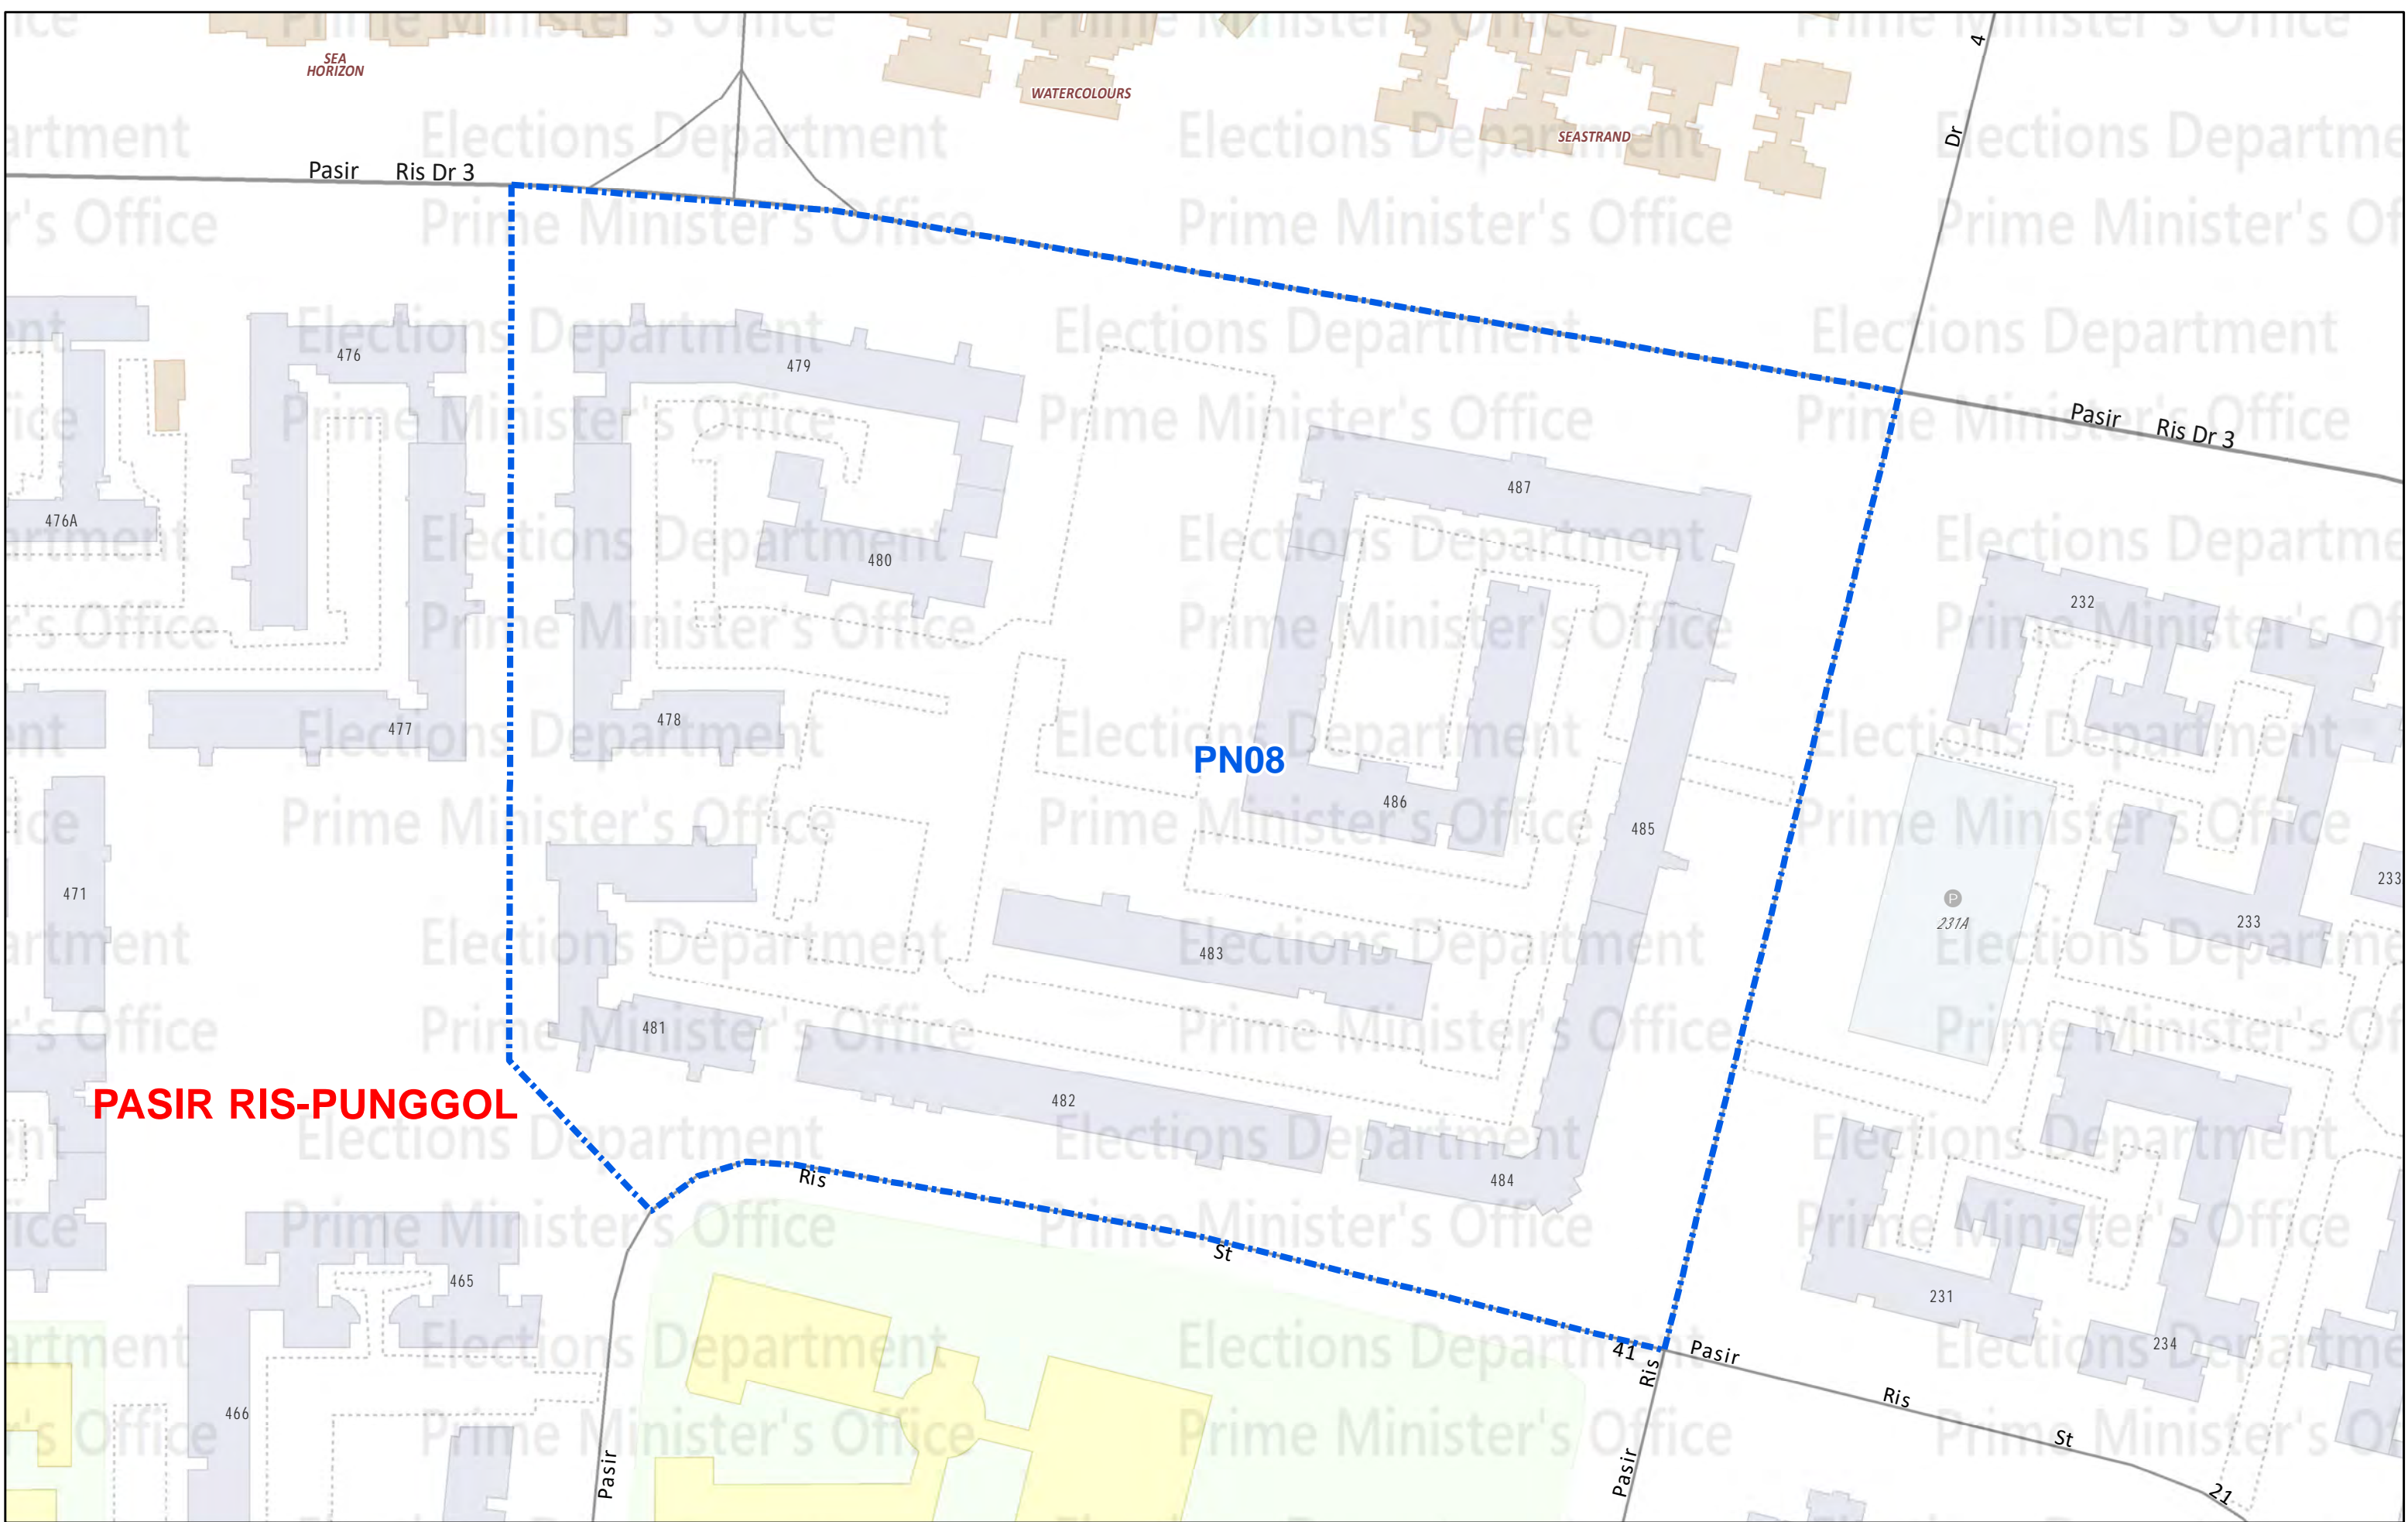 SEA
HORIZON
WATERCOLOURS
SEASTRAND
4
Dr
Pasir Ris Dr 3
Pasir Ris Dr 3
476
479
487
476A
480
232
477
478
PN08
486
485
471
483
P
231A
233
233
481
482
PASIR RIS-PUNGGOL
Ris
484
St
465
231
234
41
Ris
Pasir
Ris
St
21
466
Pasir
Pasir
Elections Department
Prime Minister's Office